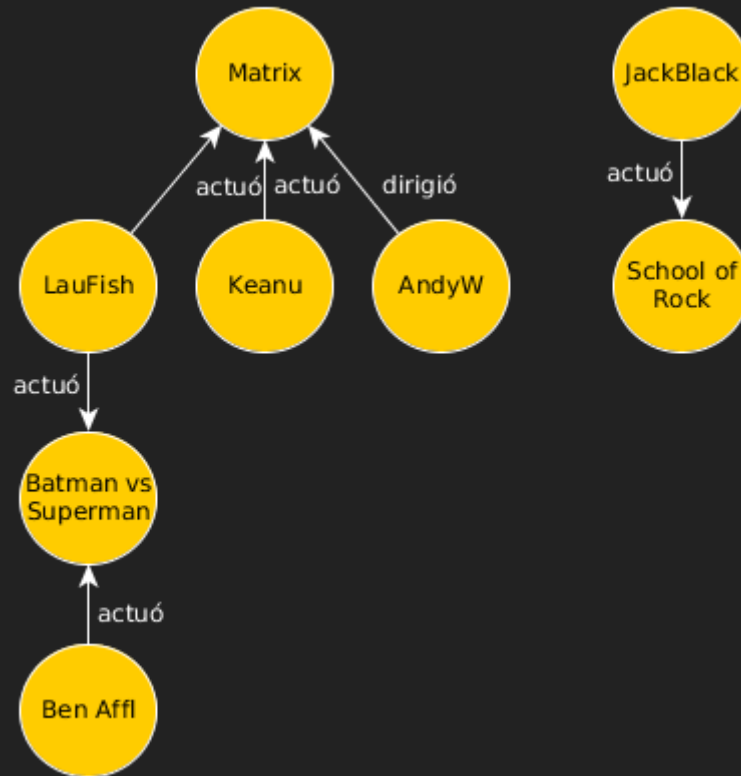 Matrix
JackBlack
actuó
actuó
dirigió
actuó
LauFish
Keanu
AndyW
School of
Rock
actuó
Batman vs
Superman
actuó
Ben Affl